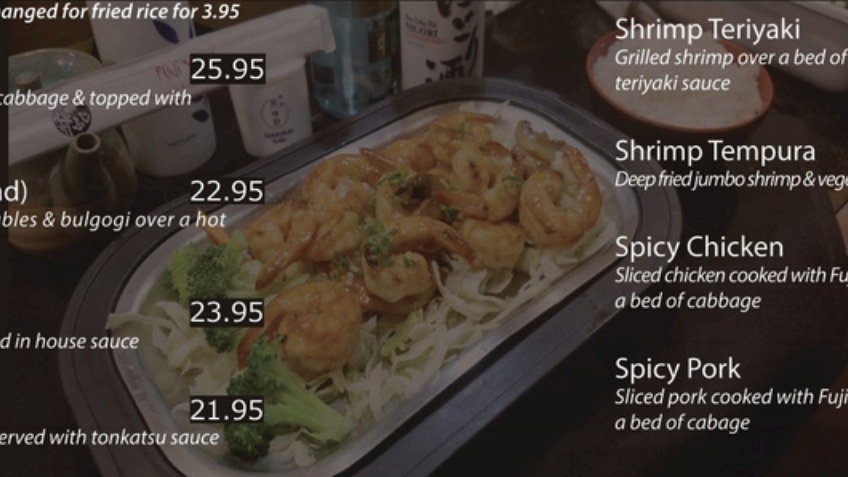 anged for fried rice for 3.95
25.95
cabbage & topped with
22.95
bles & bulgogi over a hot
23.95
d in house sauce
21.95
erved with tonkatsu sauce
Shrimp Teriyaki
Grilled shrimp over a bed of
teriyaki sauce
Shrimp Tempura
Deep fried jumbo shrimp & vege
Spicy Chicken
Sliced chicken cooked with Fuj
a bed of cabbage
Spicy Pork
Sliced pork cooked with Fuji
a bed of cabage
NIGORI